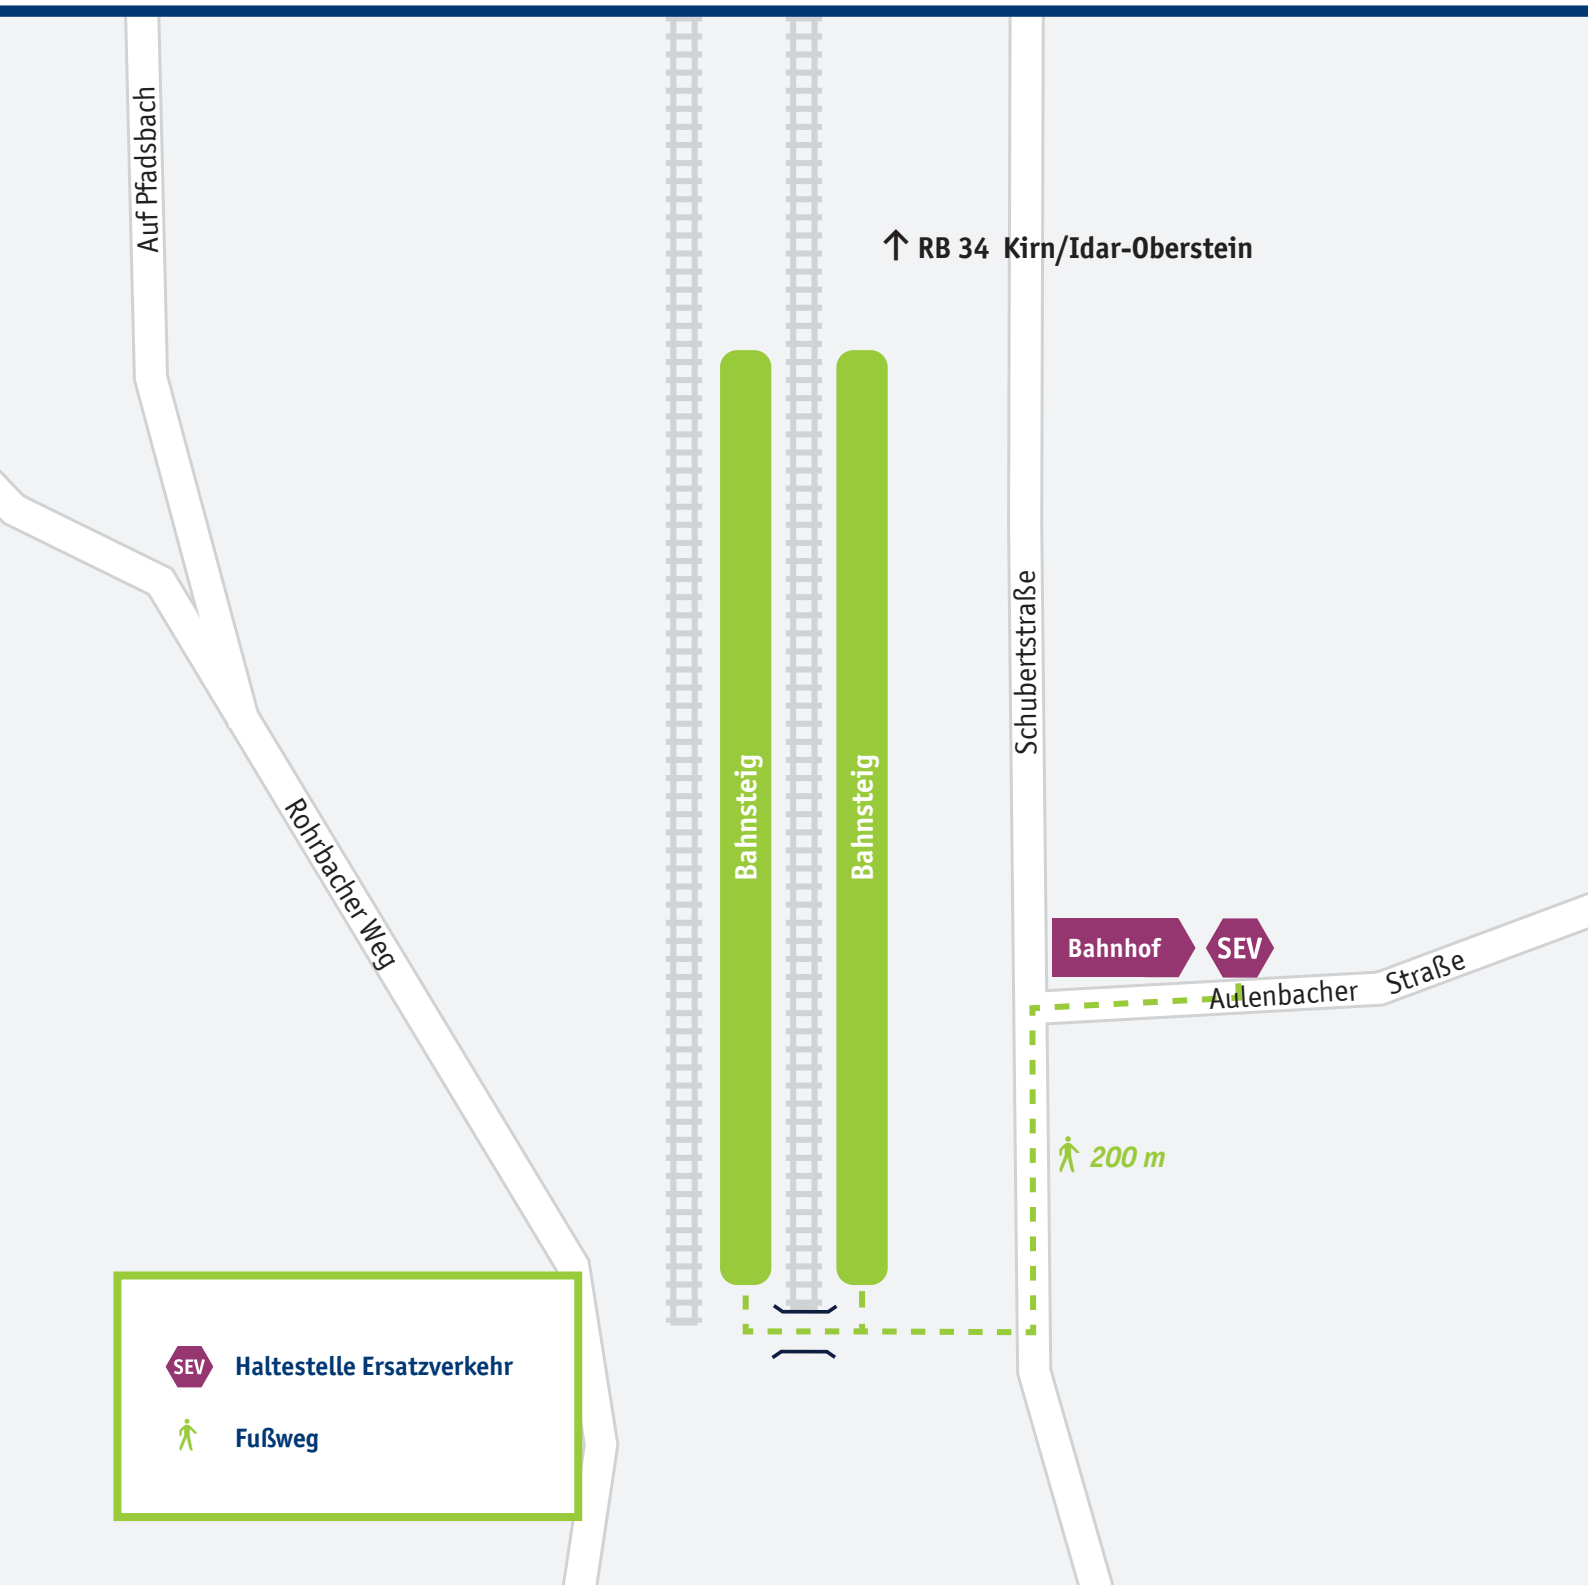 Auf Pfadsbach
↑ RB 34 Kirn/Idar-Oberstein
Schubertstraße
Bahnsteig
Bahnsteig
Rohrbacher Weg
Bahnhof
SEV
Aulenbacher Straße
200 m
SEV Haltestelle Ersatzverkehr
Fußweg